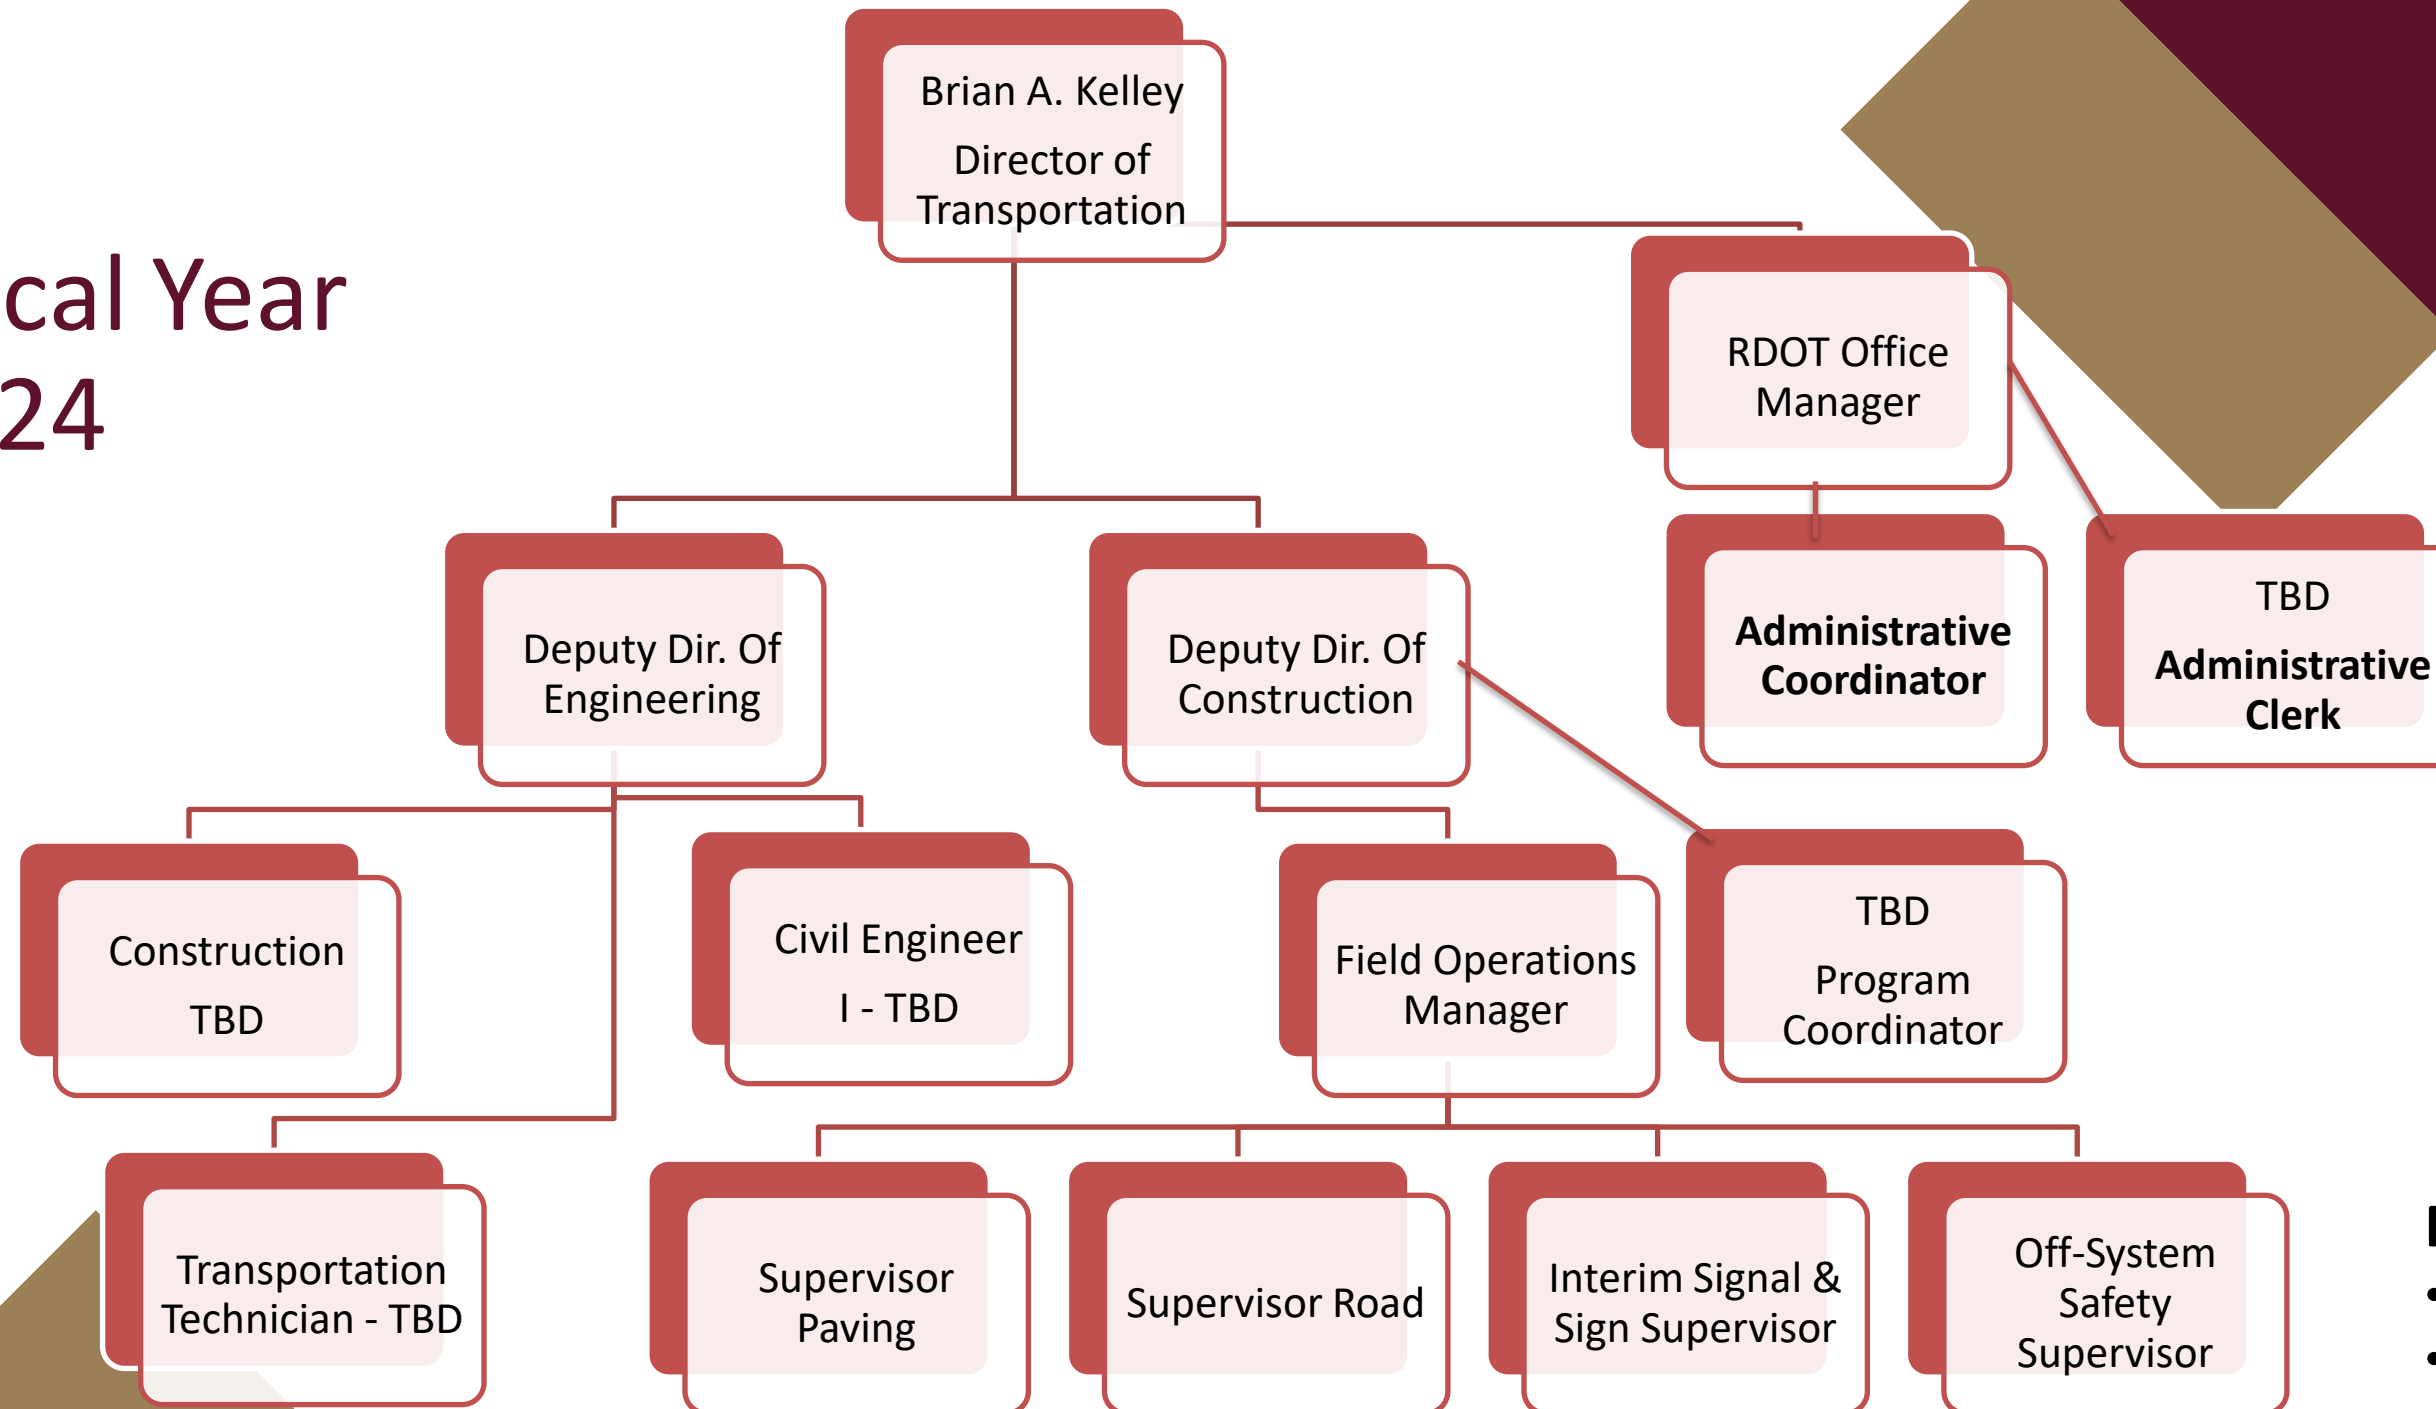 Brian A. Kelley
Director of
Transportation
cal Year
24
RDOT Office
Manager
Deputy Dir. Of
Engineering
Deputy Dir. Of
Construction
Administrative
Coordinator
TBD
Administrative
Clerk
Construction
TBD
Civil Engineer
I - TBD
Field Operations
Manager
TBD
Program
Coordinator
Transportation
Technician - TBD
Supervisor
Paving
Supervisor Road
Interim Signal &
Sign Supervisor
Off-System
Safety
Supervisor